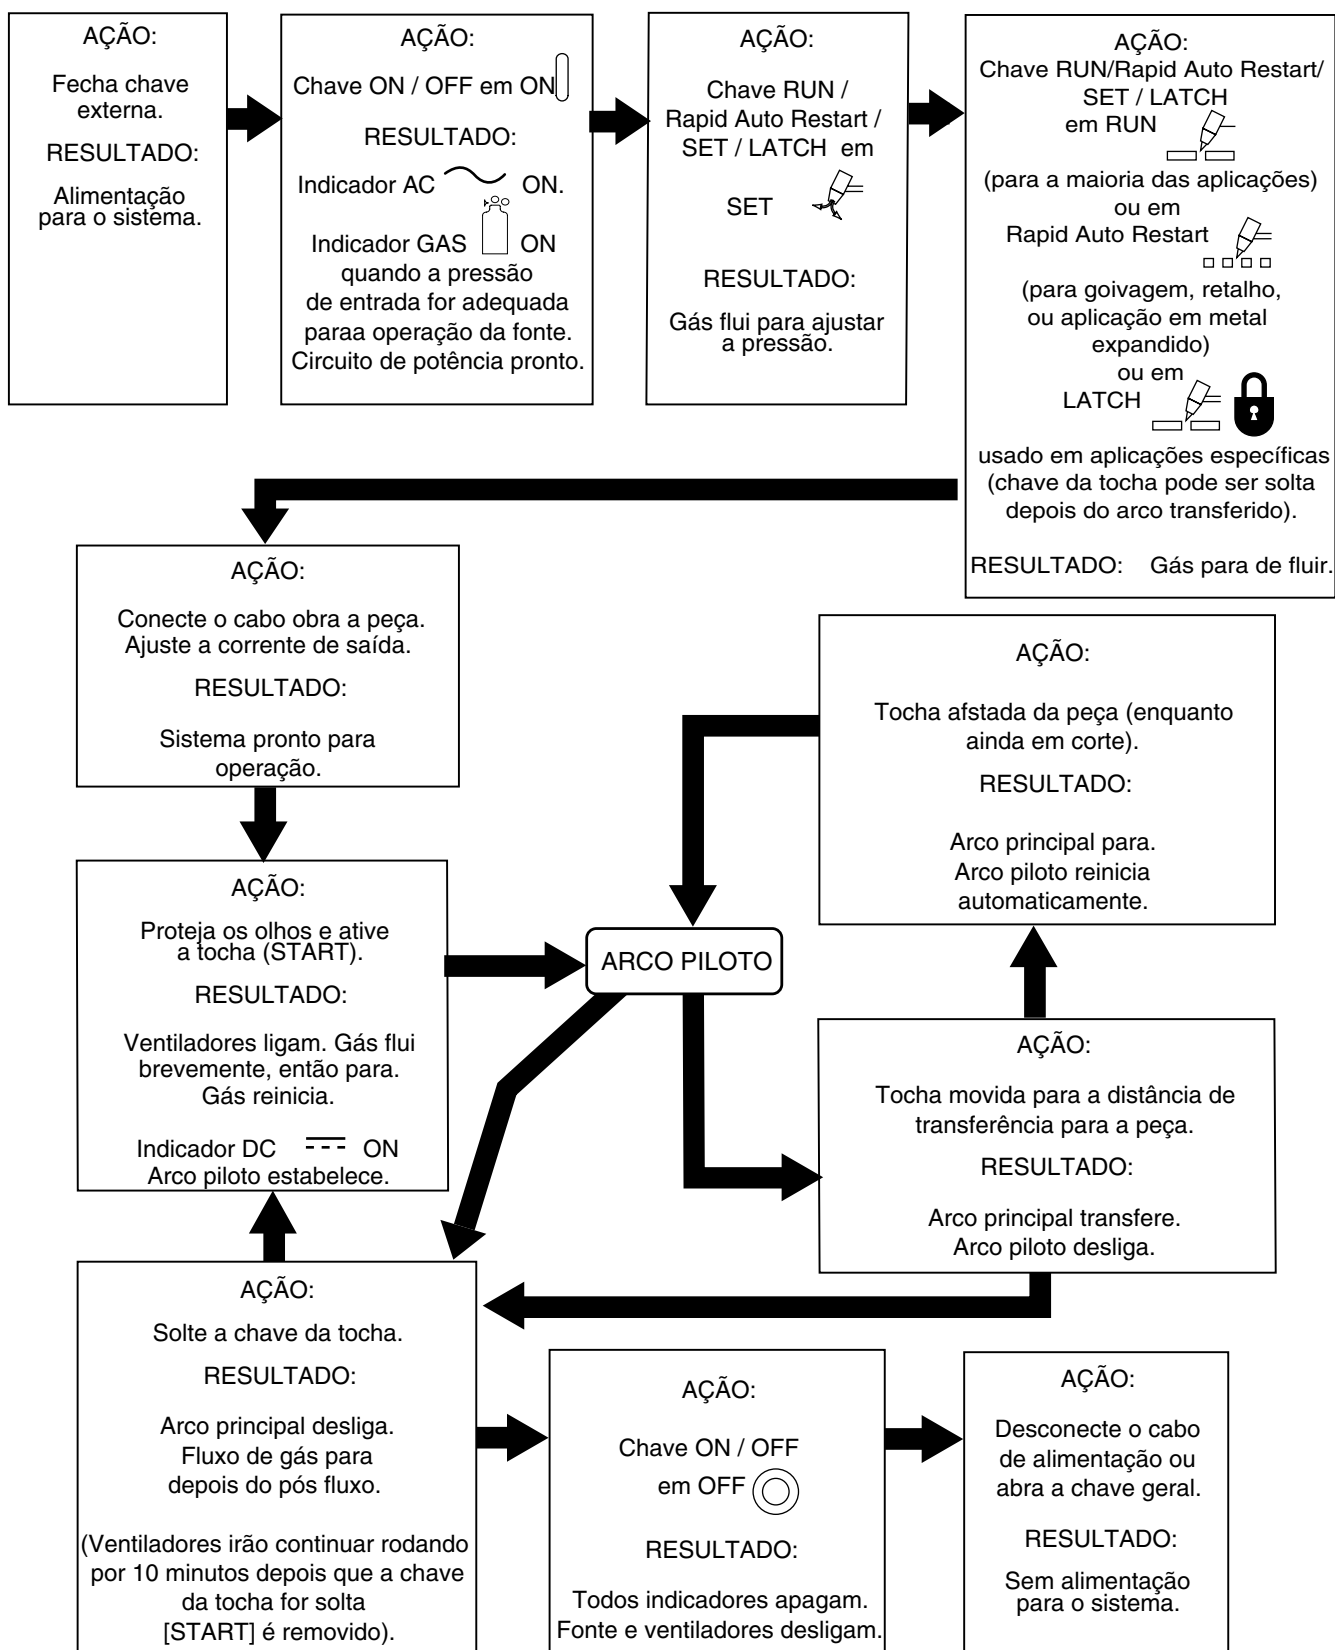 AÇÃO:
Fecha chave
externa.
RESULTADO:
Alimentação
para o sistema.
AÇÃO:
Chave ON / OFF em ON
RESULTADO:
Indicador AC ON.
Indicador GAS ON
quando a pressão
de entrada for adequada
paraa operação da fonte.
Circuito de potência pronto.
AÇÃO:
Chave RUN /
Rapid Auto Restart /
SET / LATCH em
SET
RESULTADO:
Gás flui para ajustar
a pressão.
AÇÃO:
Chave RUN/Rapid Auto Restart/
SET / LATCH
em RUN
(para a maioria das aplicações)
ou em
Rapid Auto Restart
(para goivagem, retalho,
ou aplicação em metal
expandido)
ou em
LATCH
usado em aplicações específicas
(chave da tocha pode ser solta
depois do arco transferido).
RESULTADO: Gás para de fluir.
AÇÃO:
Conecte o cabo obra a peça.
Ajuste a corrente de saída.
RESULTADO:
Sistema pronto para
operação.
AÇÃO:
Proteja os olhos e ative
a tocha (START).
RESULTADO:
Ventiladores ligam. Gás flui
brevemente, então para.
Gás reinicia.
Indicador DC ON
Arco piloto estabelece.
ARCO PILOTO
AÇÃO:
Tocha afstada da peça (enquanto
ainda em corte).
RESULTADO:
Arco principal para.
Arco piloto reinicia
automaticamente.
AÇÃO:
Tocha movida para a distância de
transferência para a peça.
RESULTADO:
Arco principal transfere.
Arco piloto desliga.
AÇÃO:
Solte a chave da tocha.
RESULTADO:
Arco principal desliga.
Fluxo de gás para
depois do pós fluxo.
(Ventiladores irão continuar rodando
por 10 minutos depois que a chave
da tocha for solta
[START] é removido).
AÇÃO:
Chave ON / OFF
em OFF
RESULTADO:
Todos indicadores apagam.
Fonte e ventiladores desligam.
AÇÃO:
Desconecte o cabo
de alimentação ou
abra a chave geral.
RESULTADO:
Sem alimentação
para o sistema.